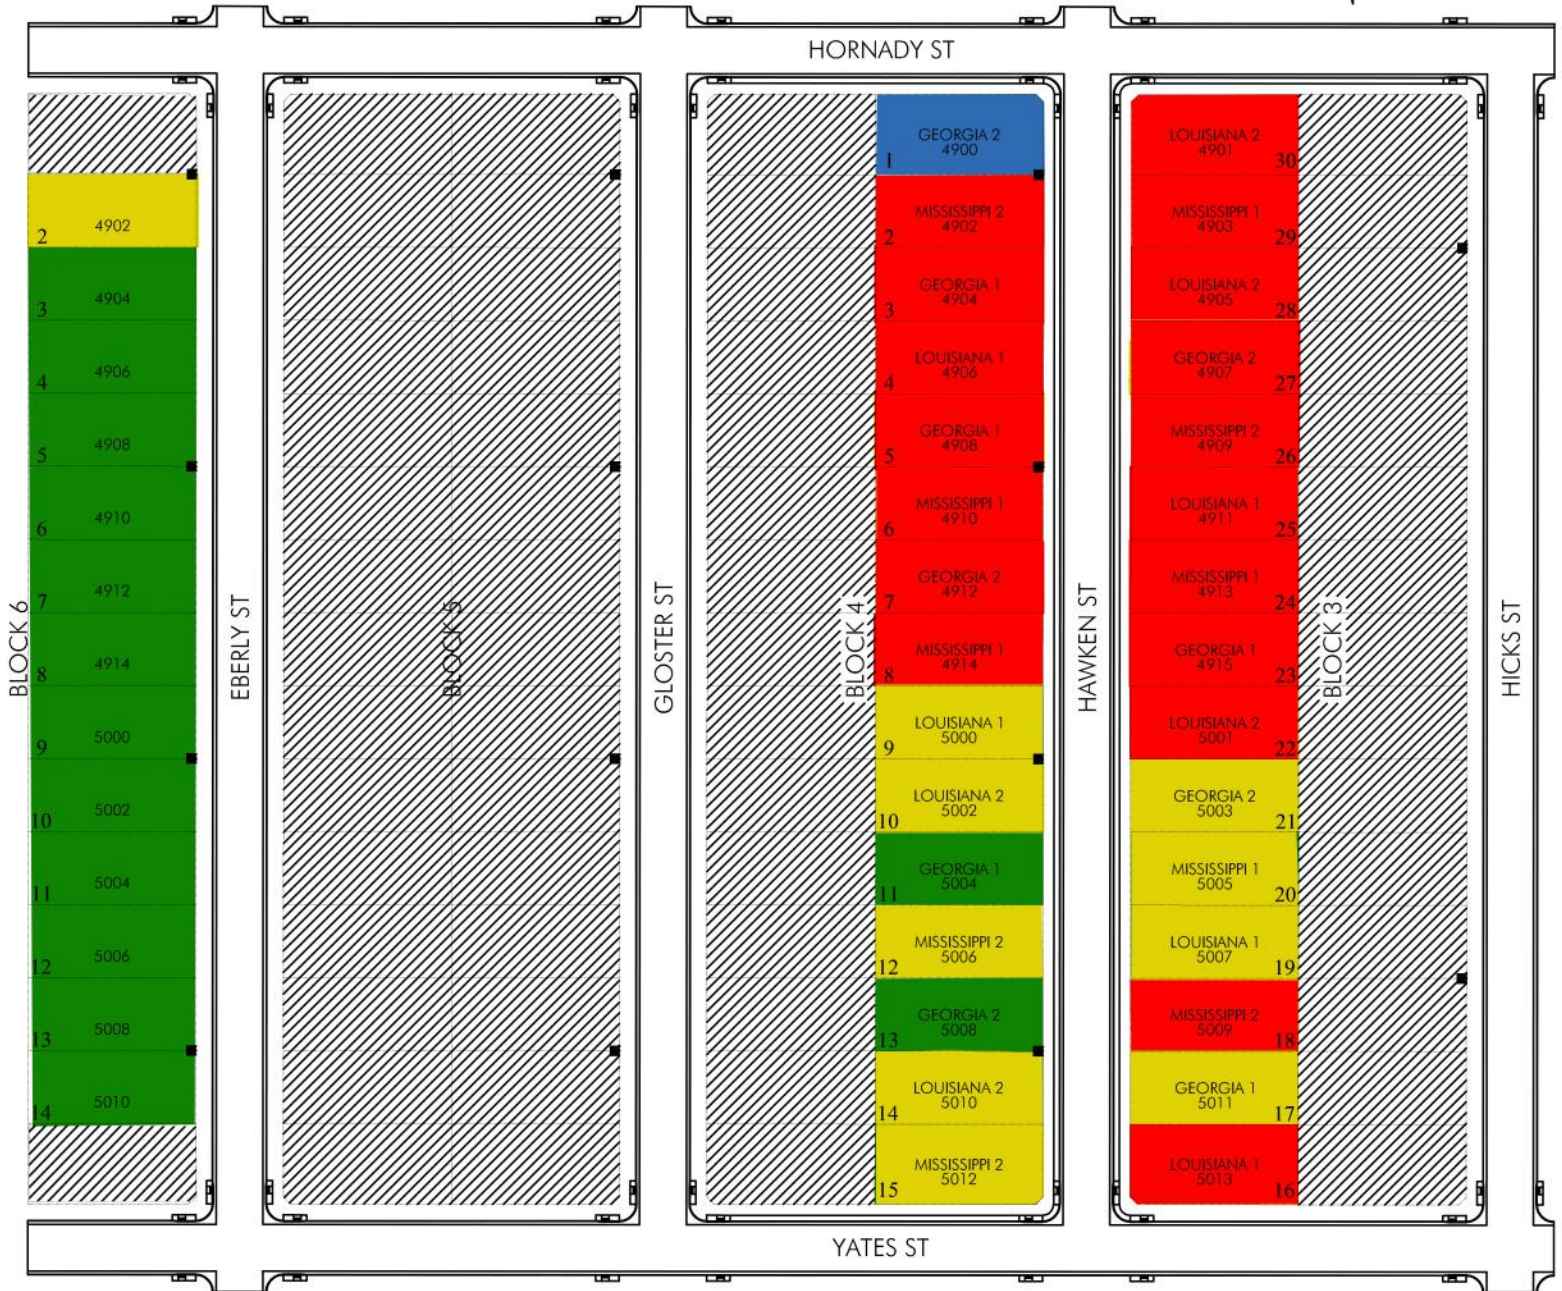 HORNADY ST
BLOCK 6
4902
2
4904
3
4906
4
4908
5
4910
6
4912
7
4914
8
5000
9
5002
10
5004
11
5006
12
5008
13
5010
14
EBERLY ST
BLOCK 5
GLOSTER ST
BLOCK 4
GEORGIA 2
4900
1
MISSISSIPPI 2
4902
2
GEORGIA 1
4904
3
LOUISIANA 1
4906
4
GEORGIA 1
4908
5
MISSISSIPPI 1
4910
6
GEORGIA 2
4912
7
MISSISSIPPI 1
4914
8
LOUISIANA 1
5000
9
LOUISIANA 2
5002
10
GEORGIA 1
5004
11
MISSISSIPPI 2
5006
12
GEORGIA 2
5008
13
LOUISIANA 2
5010
14
MISSISSIPPI 2
5012
15
HAWKEN ST
LOUISIANA 2
4901
30
MISSISSIPPI 1
4903
29
LOUISIANA 2
4905
28
GEORGIA 2
4907
27
MISSISSIPPI 2
4909
26
LOUISIANA 1
4911
25
MISSISSIPPI 1
4913
24
GEORGIA 1
4915
23
LOUISIANA 2
5001
22
GEORGIA 2
5003
21
MISSISSIPPI 1
5005
20
LOUISIANA 1
5007
19
MISSISSIPPI 2
5009
18
GEORGIA 1
5011
17
LOUISIANA 1
5013
16
BLOCK 3
HICKS ST
YATES ST